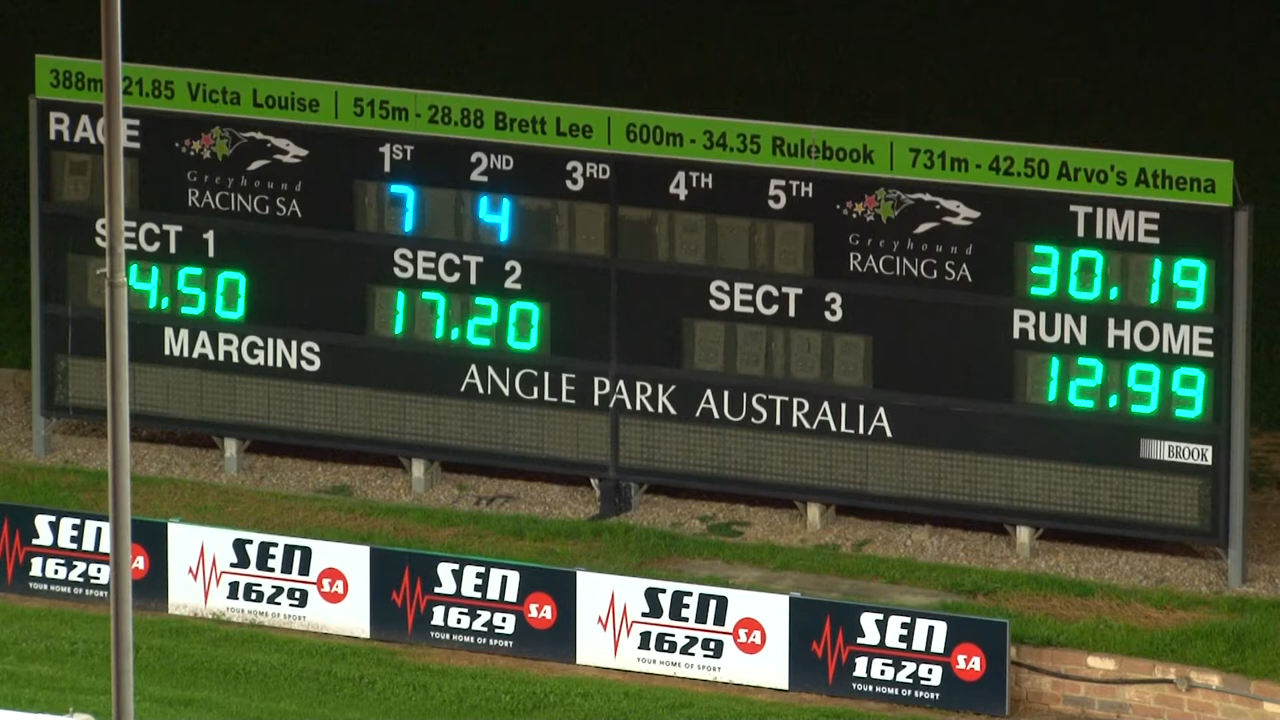 388m 21.85 Victa Louise | 515m - 28.88 Brett Lee | 600m - 34.35 Rulebook | 731m - 42.50 Arvo's Athena
RACE
Greyhound
RACING SA
1ST 2ND 3RD 4TH 5TH
7 4
Greyhound
RACING SA
TIME
30.19
SECT 1
4.50
SECT 2
17.20
SECT 3
RUN HOME
12.99
MARGINS
ANGLE PARK AUSTRALIA
BROOK
SEN
1629
SA
YOUR HOME OF SPORT
SEN
1629
SA
YOUR HOME OF SPORT
SEN
1629
SA
YOUR HOME OF SPORT
SEN
1629
SA
YOUR HOME OF SPORT
SEN
1629
SA
YOUR HOME OF SPORT